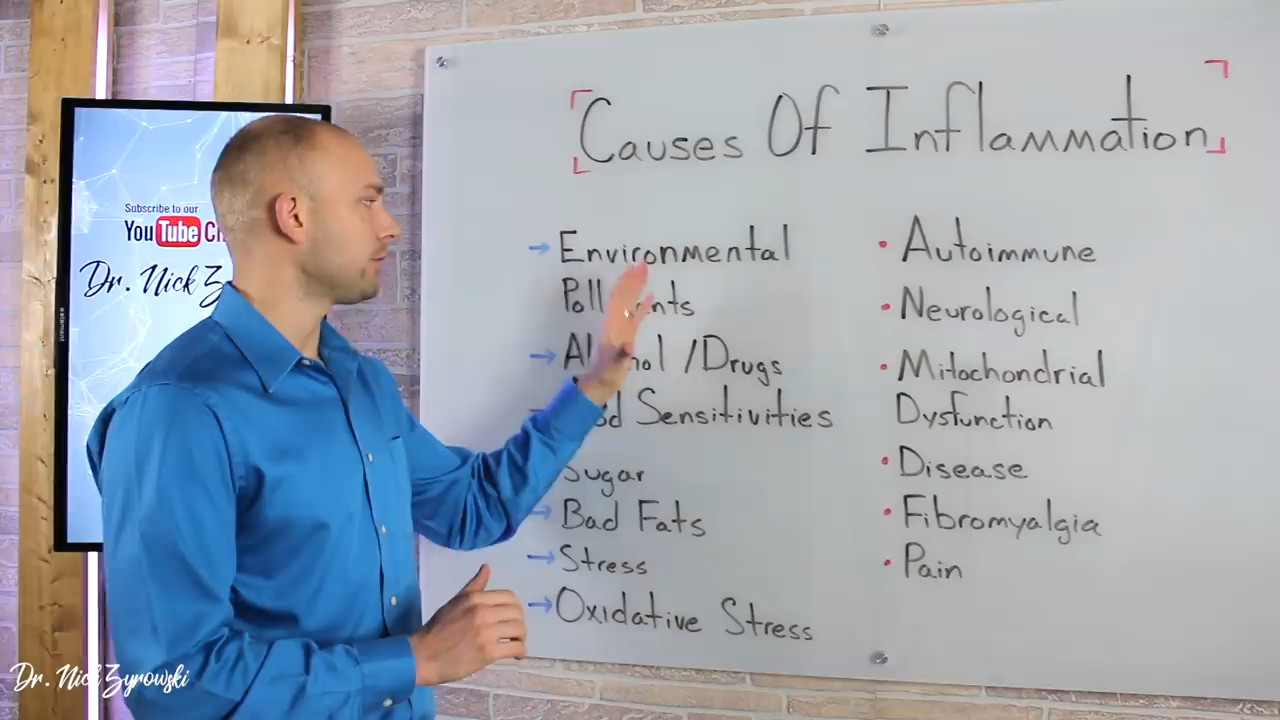 Causes Of Inflammation
Environmental
/Drugs
Sensitivities
Sugar
Bad Fats
Stress
Oxidative Stress
Autoimmune
Neurological
Mitochondrial
Dysfunction
Disease
Fibromyalgia
Pain
Subscribe to our
YouTube
Dr. Nick
element
Dr. Nick Zyrowski